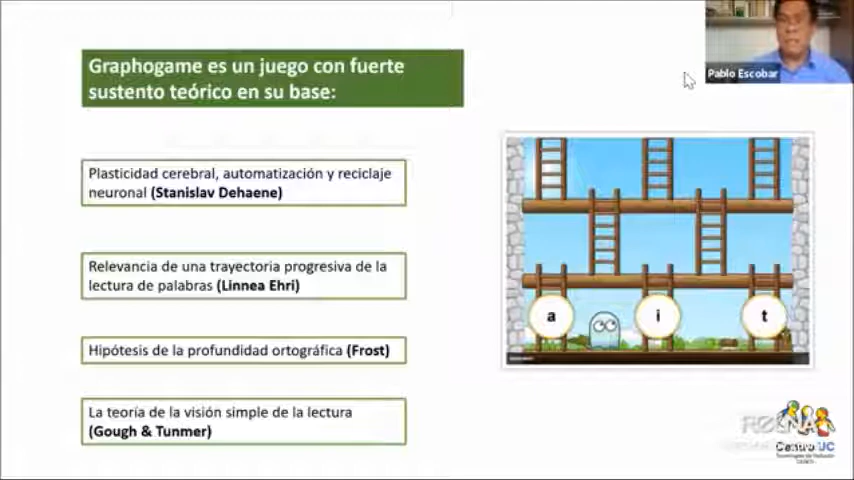 Graphogame es un juego con fuerte
sustento teórico en su base:
Pablo Escobar
Plasticidad cerebral, automatización y reciclaje
neuronal (Stanislav Dehaene)
Relevancia de una trayectoria progresiva de la
lectura de palabras (Linnea Ehri)
a i t
Hipótesis de la profundidad ortográfica (Frost)
La teoría de la visión simple de la lectura
(Gough & Tunmer)
Centro UC